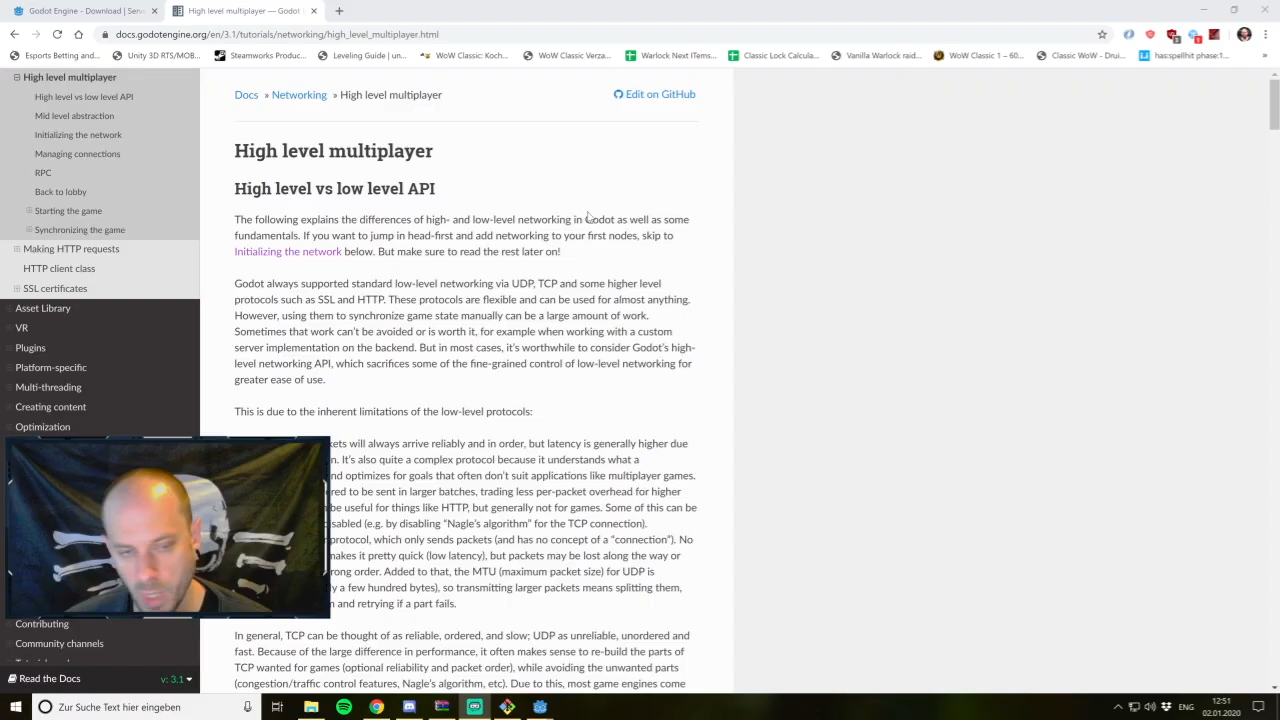 Godot Engine - Download | Serv
High level multiplayer — Godot
docs.godotengine.org/en/3.1/tutorials/networking/high_level_multiplayer.html
Esports Betting and...
Unity 3D RTS/MOB...
Steamworks Produc...
Leveling Guide | un...
WoW Classic: Koch...
WoW Classic Verza...
Warlock Next ITems...
Classic Lock Calcula...
Vanilla Warlock raid...
WoW Classic 1 – 60...
Classic WoW - Drui...
has:spellhit phase:1...
High level multiplayer
High level vs low level API
Mid level abstraction
Initializing the network
Managing connections
RPC
Back to lobby
Starting the game
Synchronizing the game
Making HTTP requests
HTTP client class
SSL certificates
Asset Library
VR
Plugins
Platform-specific
Multi-threading
Creating content
Optimization
Contributing
Community channels
Read the Docs
v: 3.1
Docs » Networking » High level multiplayer
Edit on GitHub
High level multiplayer
High level vs low level API
The following explains the differences of high- and low-level networking in Godot as well as some
fundamentals. If you want to jump in head-first and add networking to your first nodes, skip to
Initializing the network below. But make sure to read the rest later on!
Godot always supported standard low-level networking via UDP, TCP and some higher level
protocols such as SSL and HTTP. These protocols are flexible and can be used for almost anything.
However, using them to synchronize game state manually can be a large amount of work.
Sometimes that work can't be avoided or is worth it, for example when working with a custom
server implementation on the backend. But in most cases, it's worthwhile to consider Godot's high-
level networking API, which sacrifices some of the fine-grained control of low-level networking for
greater ease of use.
This is due to the inherent limitations of the low-level protocols:
ets will always arrive reliably and in order, but latency is generally higher due
n. It's also quite a complex protocol because it understands what a
nd optimizes for goals that often don't suit applications like multiplayer games.
ered to be sent in larger batches, trading less per-packet overhead for higher
n be useful for things like HTTP, but generally not for games. Some of this can be
sabled (e.g. by disabling “Nagle's algorithm” for the TCP connection).
protocol, which only sends packets (and has no concept of a “connection”). No
makes it pretty quick (low latency), but packets may be lost along the way or
rong order. Added to that, the MTU (maximum packet size) for UDP is
ly a few hundred bytes), so transmitting larger packets means splitting them,
m and retrying if a part fails.
In general, TCP can be thought of as reliable, ordered, and slow; UDP as unreliable, unordered and
fast. Because of the large difference in performance, it often makes sense to re-build the parts of
TCP wanted for games (optional reliability and packet order), while avoiding the unwanted parts
(congestion/traffic control features, Nagle's algorithm, etc). Due to this, most game engines come
Zur Suche Text hier eingeben
ENG
12:51
02.01.2020